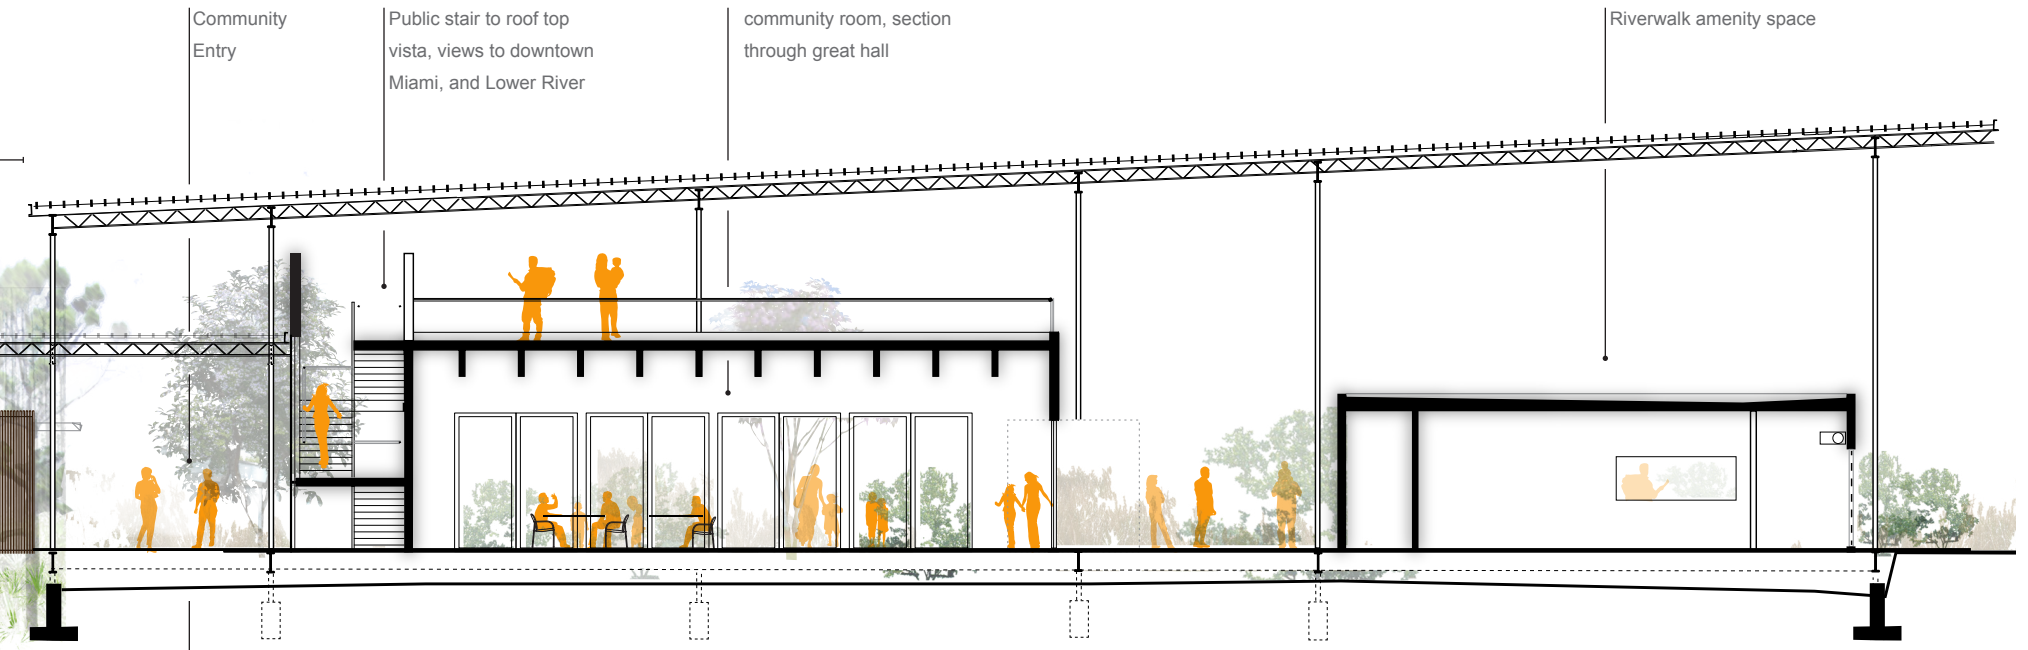 Community
Entry
Public stair to roof top
vista, views to downtown
Miami, and Lower River
community room, section
through great hall
Riverwalk amenity space